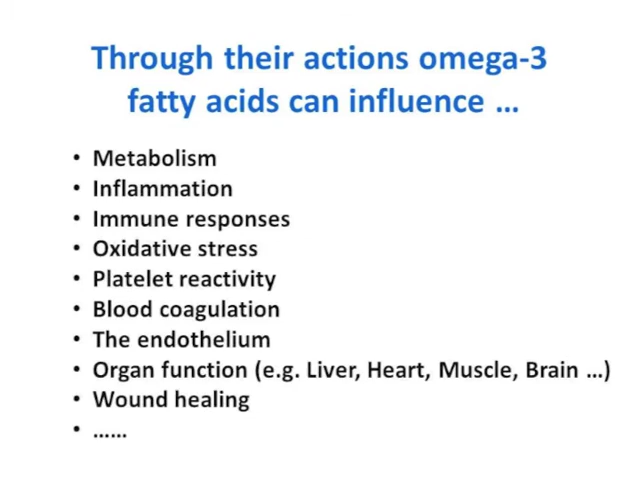 Through their actions omega-3
fatty acids can influence …
• Metabolism
• Inflammation
• Immune responses
• Oxidative stress
• Platelet reactivity
• Blood coagulation
• The endothelium
• Organ function (e.g. Liver, Heart, Muscle, Brain …)
• Wound healing
• ……